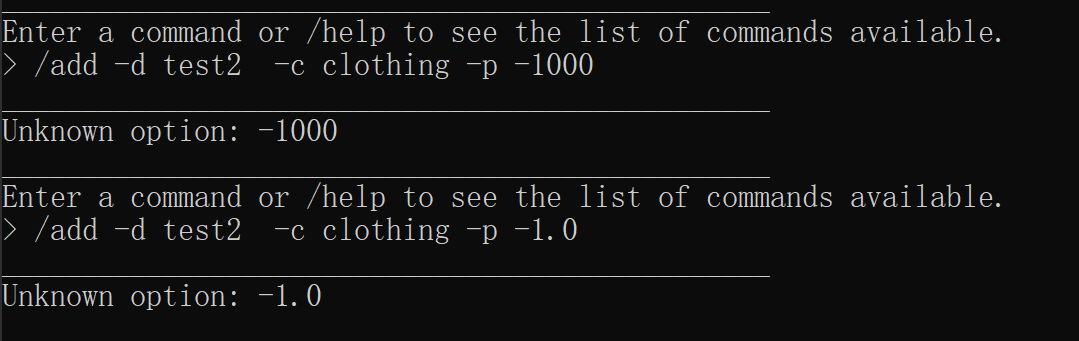 Enter a command or /help to see the list of commands available.
> /add -d test2  -c clothing -p -1000
Unknown option: -1000
Enter a command or /help to see the list of commands available.
> /add -d test2  -c clothing -p -1.0
Unknown option: -1.0